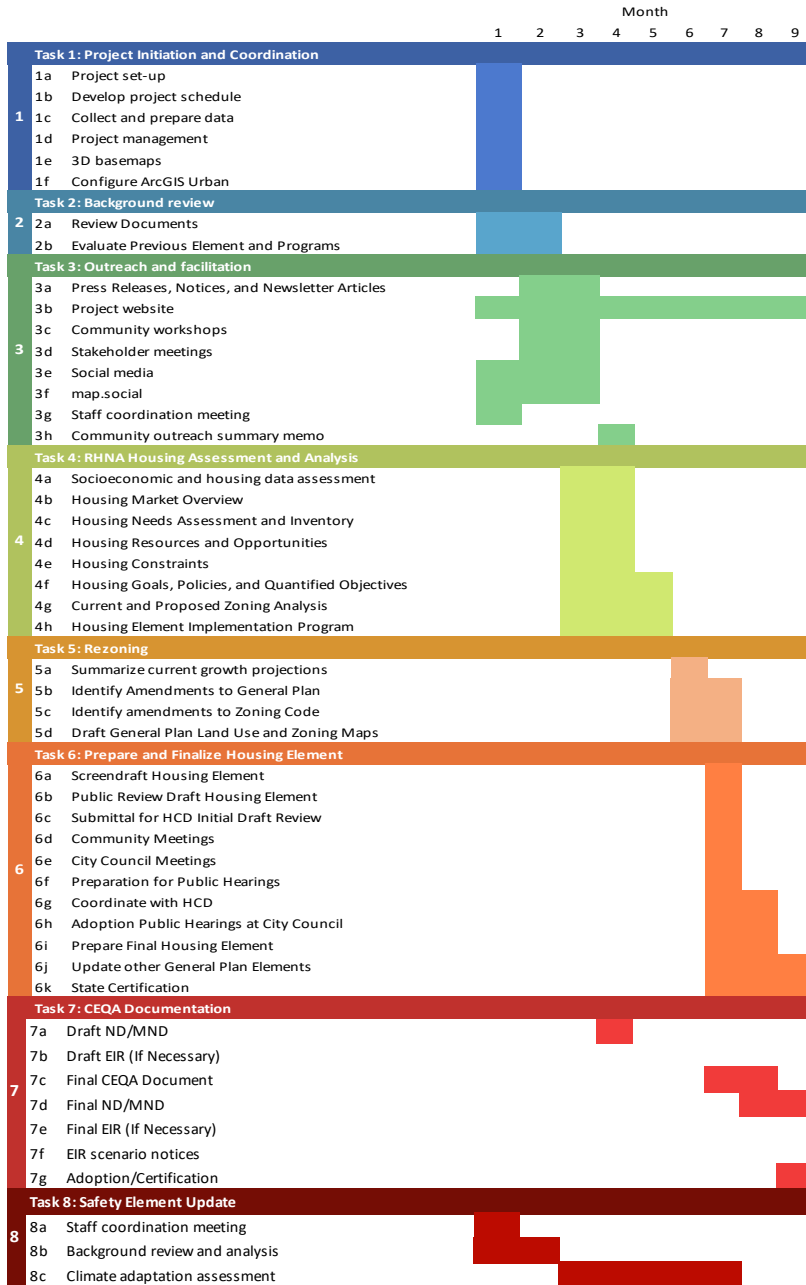 Month
1 2 3 4 5 6 7 8 9
Task 1: Project Initiation and Coordination
1
1a Project set-up
1b Develop project schedule
1c Collect and prepare data
1d Project management
1e 3D basemaps
1f Configure ArcGIS Urban
Task 2: Background review
2
2a Review Documents
2b Evaluate Previous Element and Programs
Task 3: Outreach and facilitation
3
3a Press Releases, Notices, and Newsletter Articles
3b Project website
3c Community workshops
3d Stakeholder meetings
3e Social media
3f map.social
3g Staff coordination meeting
3h Community outreach summary memo
Task 4: RHNA Housing Assessment and Analysis
4
4a Socioeconomic and housing data assessment
4b Housing Market Overview
4c Housing Needs Assessment and Inventory
4d Housing Resources and Opportunities
4e Housing Constraints
4f Housing Goals, Policies, and Quantified Objectives
4g Current and Proposed Zoning Analysis
4h Housing Element Implementation Program
Task 5: Rezoning
5
5a Summarize current growth projections
5b Identify Amendments to General Plan
5c Identify amendments to Zoning Code
5d Draft General Plan Land Use and Zoning Maps
Task 6: Prepare and Finalize Housing Element
6
6a Screendraft Housing Element
6b Public Review Draft Housing Element
6c Submittal for HCD Initial Draft Review
6d Community Meetings
6e City Council Meetings
6f Preparation for Public Hearings
6g Coordinate with HCD
6h Adoption Public Hearings at City Council
6i Prepare Final Housing Element
6j Update other General Plan Elements
6k State Certification
Task 7: CEQA Documentation
7
7a Draft ND/MND
7b Draft EIR (If Necessary)
7c Final CEQA Document
7d Final ND/MND
7e Final EIR (If Necessary)
7f EIR scenario notices
7g Adoption/Certification
Task 8: Safety Element Update
8
8a Staff coordination meeting
8b Background review and analysis
8c Climate adaptation assessment